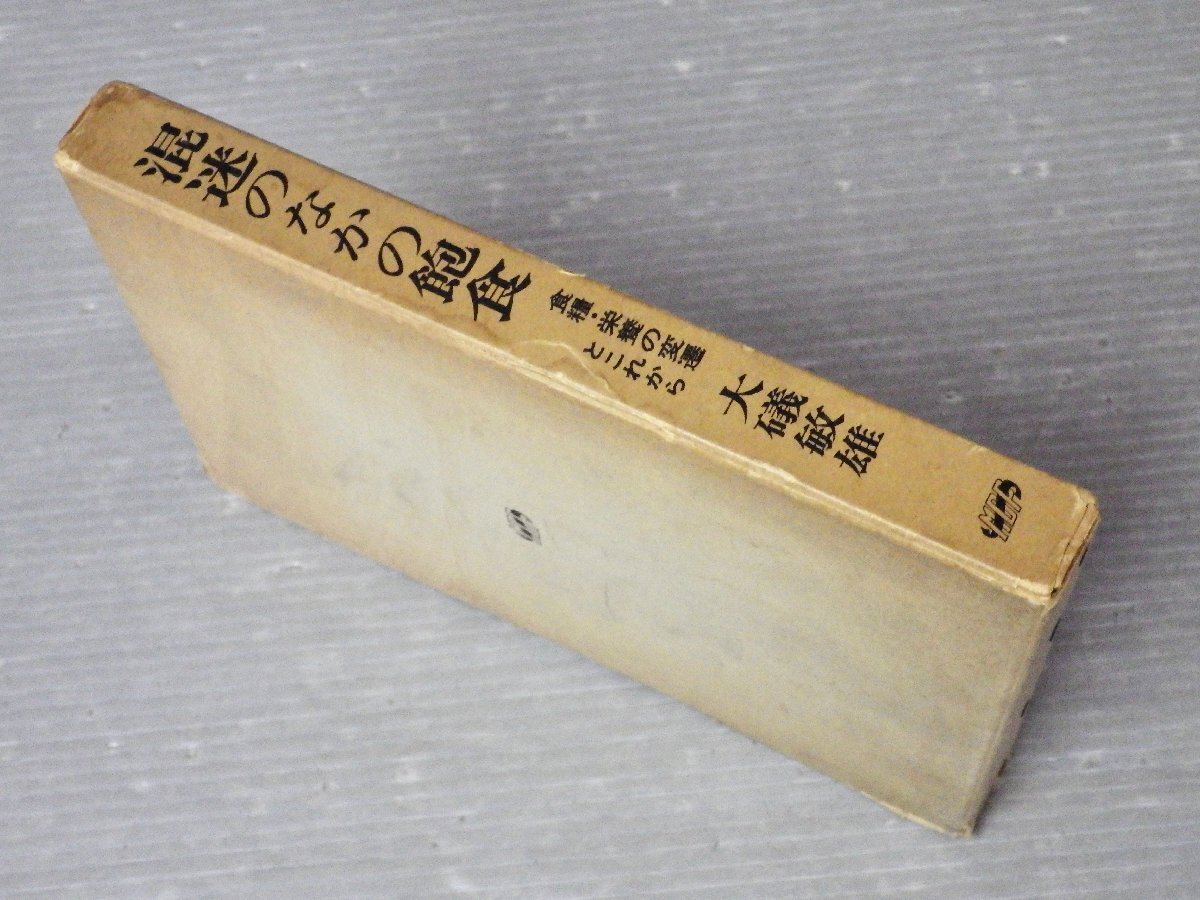 混迷のなかの飽食
食糧・栄養の変遷
とこれから
大礒敏雄